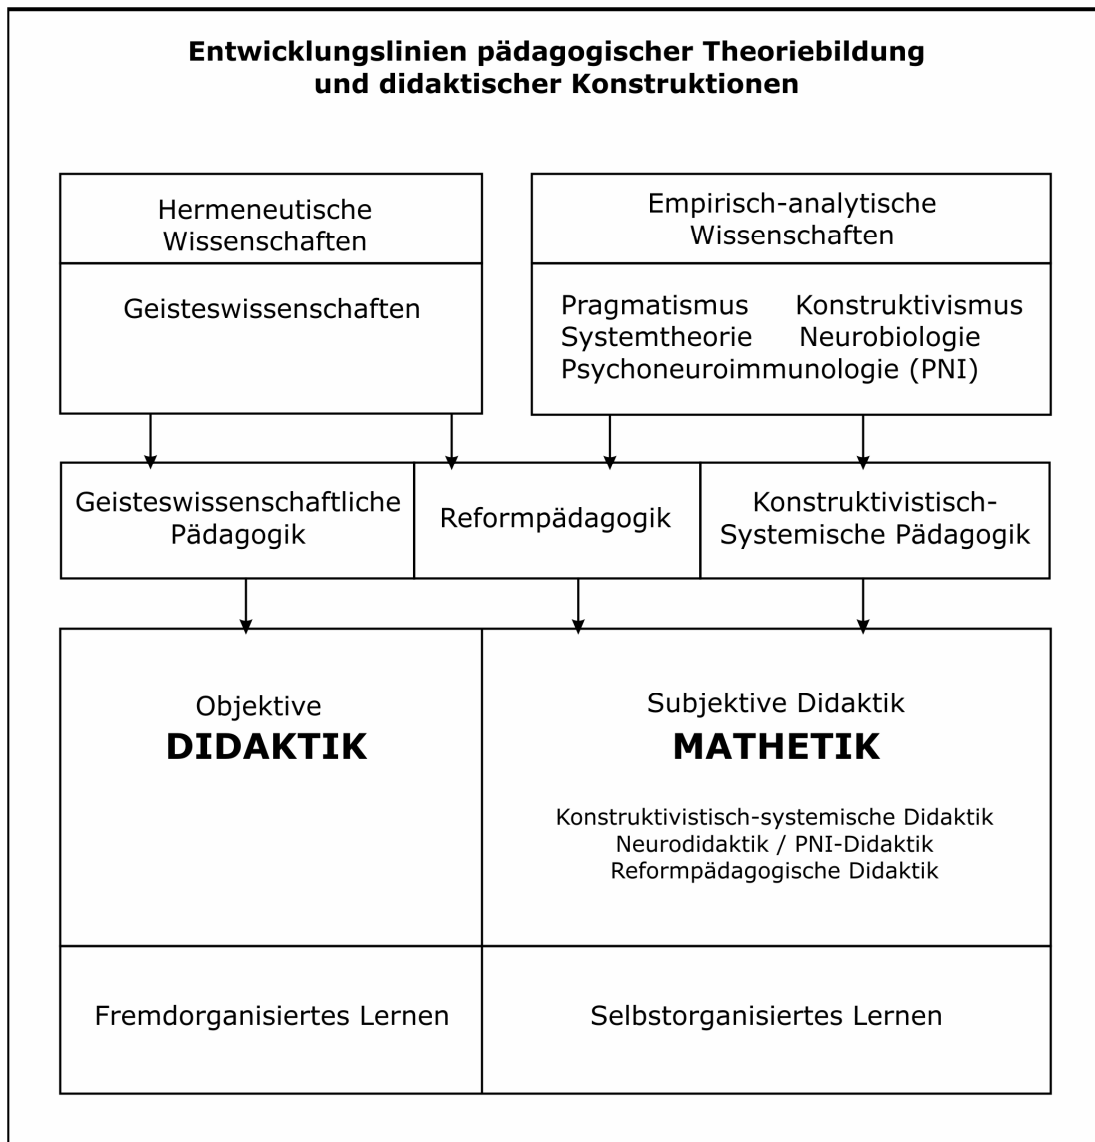 Entwicklungslinien pädagogischer Theoriebildung
und didaktischer Konstruktionen
Hermeneutische
Wissenschaften
Geisteswissenschaften
Empirisch-analytische
Wissenschaften
Pragmatismus Konstruktivismus
Systemtheorie Neurobiologie
Psychoneuroimmunologie (PNI)
Geisteswissenschaftliche
Pädagogik
Reformpädagogik
Konstruktivistisch-
Systemische Pädagogik
Objektive
DIDAKTIK
Subjektive Didaktik
MATHETIK
Konstruktivistisch-systemische Didaktik
Neurodidaktik / PNI-Didaktik
Reformpädagogische Didaktik
Fremdorganisiertes Lernen
Selbstorganisiertes Lernen